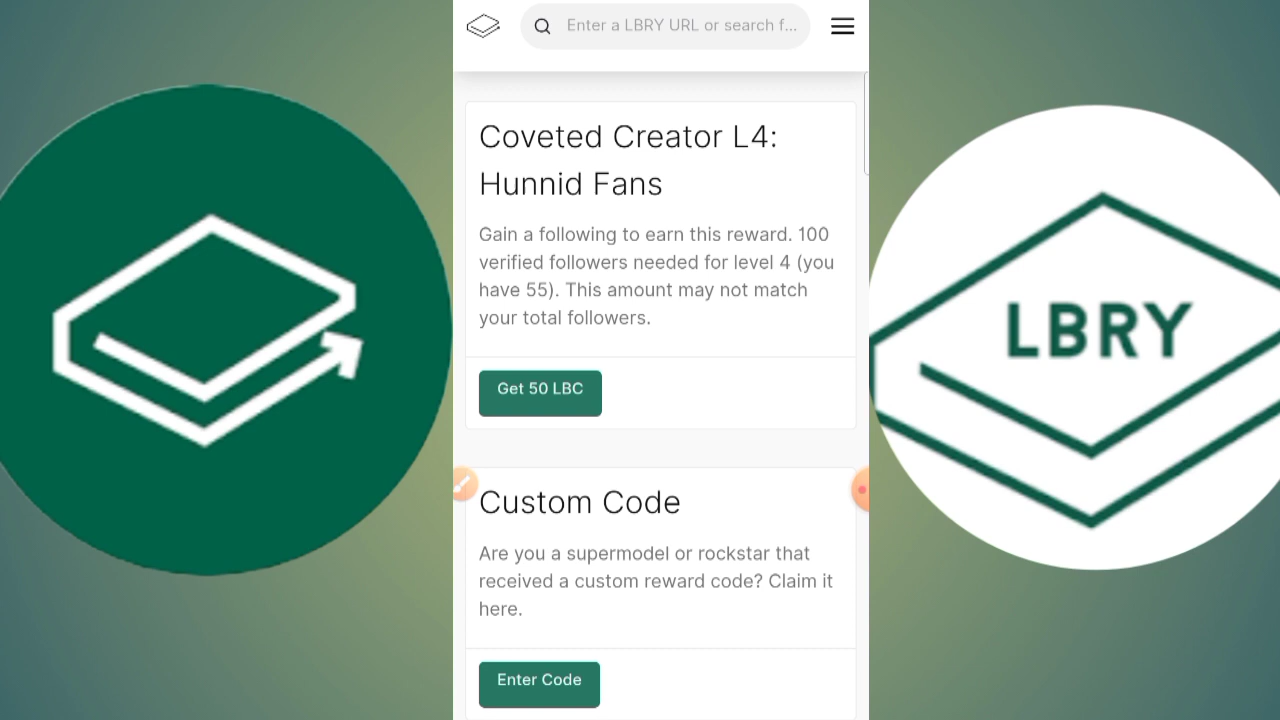 Enter a LBRY URL or search f...
Coveted Creator L4:
Hunnid Fans
Gain a following to earn this reward. 100
verified followers needed for level 4 (you
have 55). This amount may not match
your total followers.
Get 50 LBC
Custom Code
Are you a supermodel or rockstar that
received a custom reward code? Claim it
here.
Enter Code
LBRY